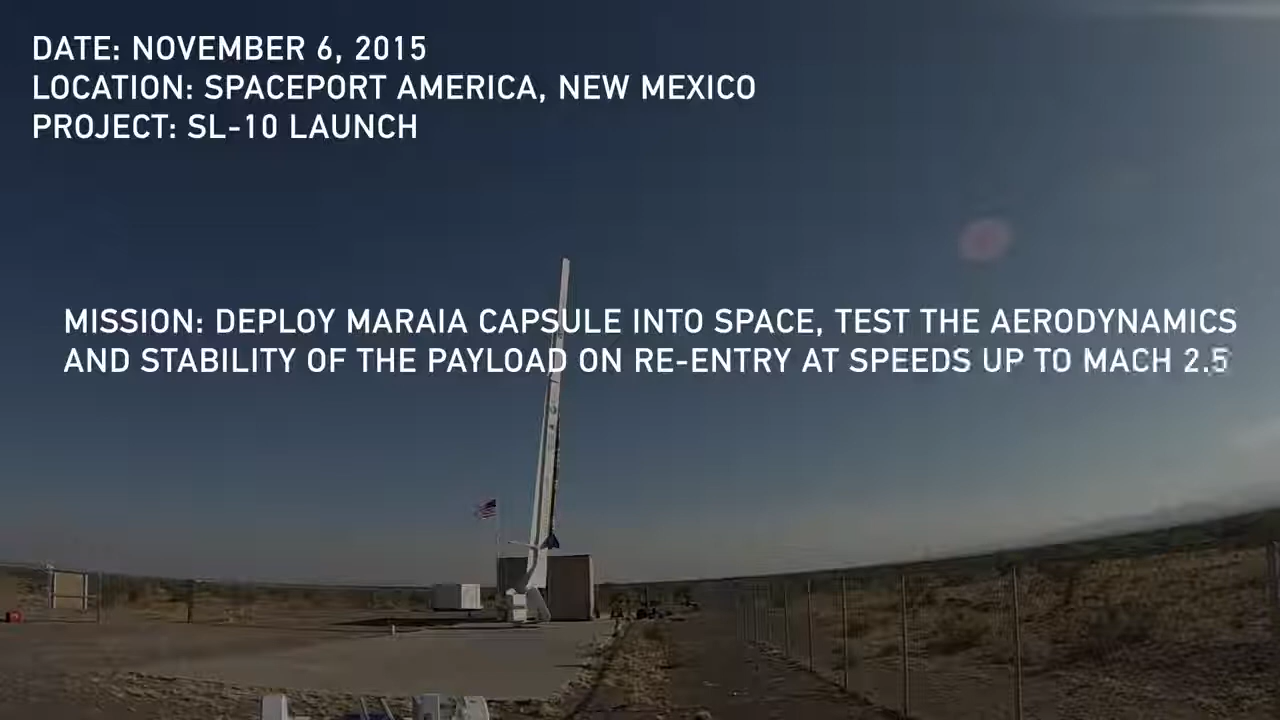 DATE: NOVEMBER 6, 2015
LOCATION: SPACEPORT AMERICA, NEW MEXICO
PROJECT: SL-10 LAUNCH
MISSION: DEPLOY MARAIA CAPSULE INTO SPACE, TEST THE AERODYNAMICS
AND STABILITY OF THE PAYLOAD ON RE-ENTRY AT SPEEDS UP TO MACH 2.5